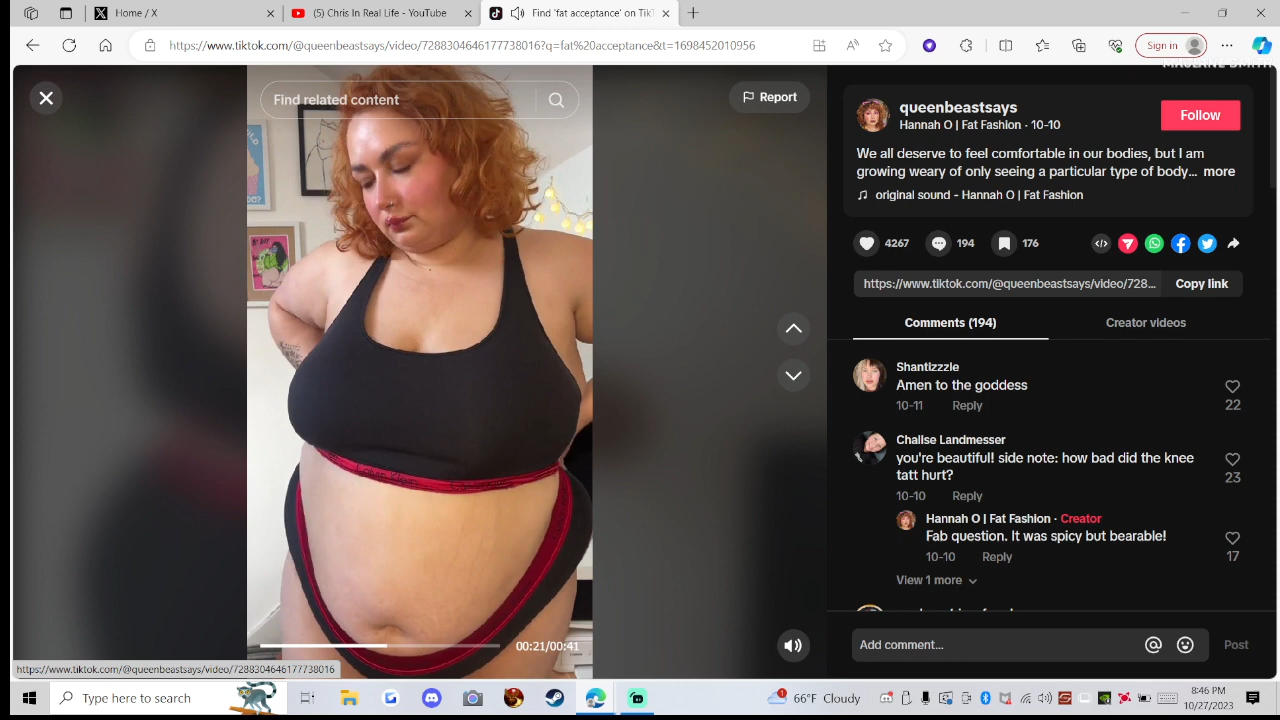 Home / X
(5) Chris In Real Life - YouTube
Find 'fat acceptance' on TikT
https://www.tiktok.com/@queenbeastsays/video/7288304646177738016?q=fat%20acceptance&t=1698452010956
Sign in
Find related content
Report
queenbeastsays
Hannah O | Fat Fashion · 10-10
Follow
We all deserve to feel comfortable in our bodies, but I am
growing weary of only seeing a particular type of body... more
original sound - Hannah O | Fat Fashion
4267
194
176
https://www.tiktok.com/@queenbeastsays/video/728...
Copy link
Comments (194)
Creator videos
Shantizzzle
Amen to the goddess
10-11
Reply
22
Chalise Landmesser
you're beautiful! side note: how bad did the knee
tatt hurt?
10-10
Reply
23
Hannah O | Fat Fashion · Creator
Fab question. It was spicy but bearable!
10-10
Reply
17
View 1 more
00:21/00:41
Add comment...
Post
https://www.tiktok.com/@queenbeastsays/video/7288304646177738016
Type here to search
66°F Cloudy
8:46 PM
10/27/2023